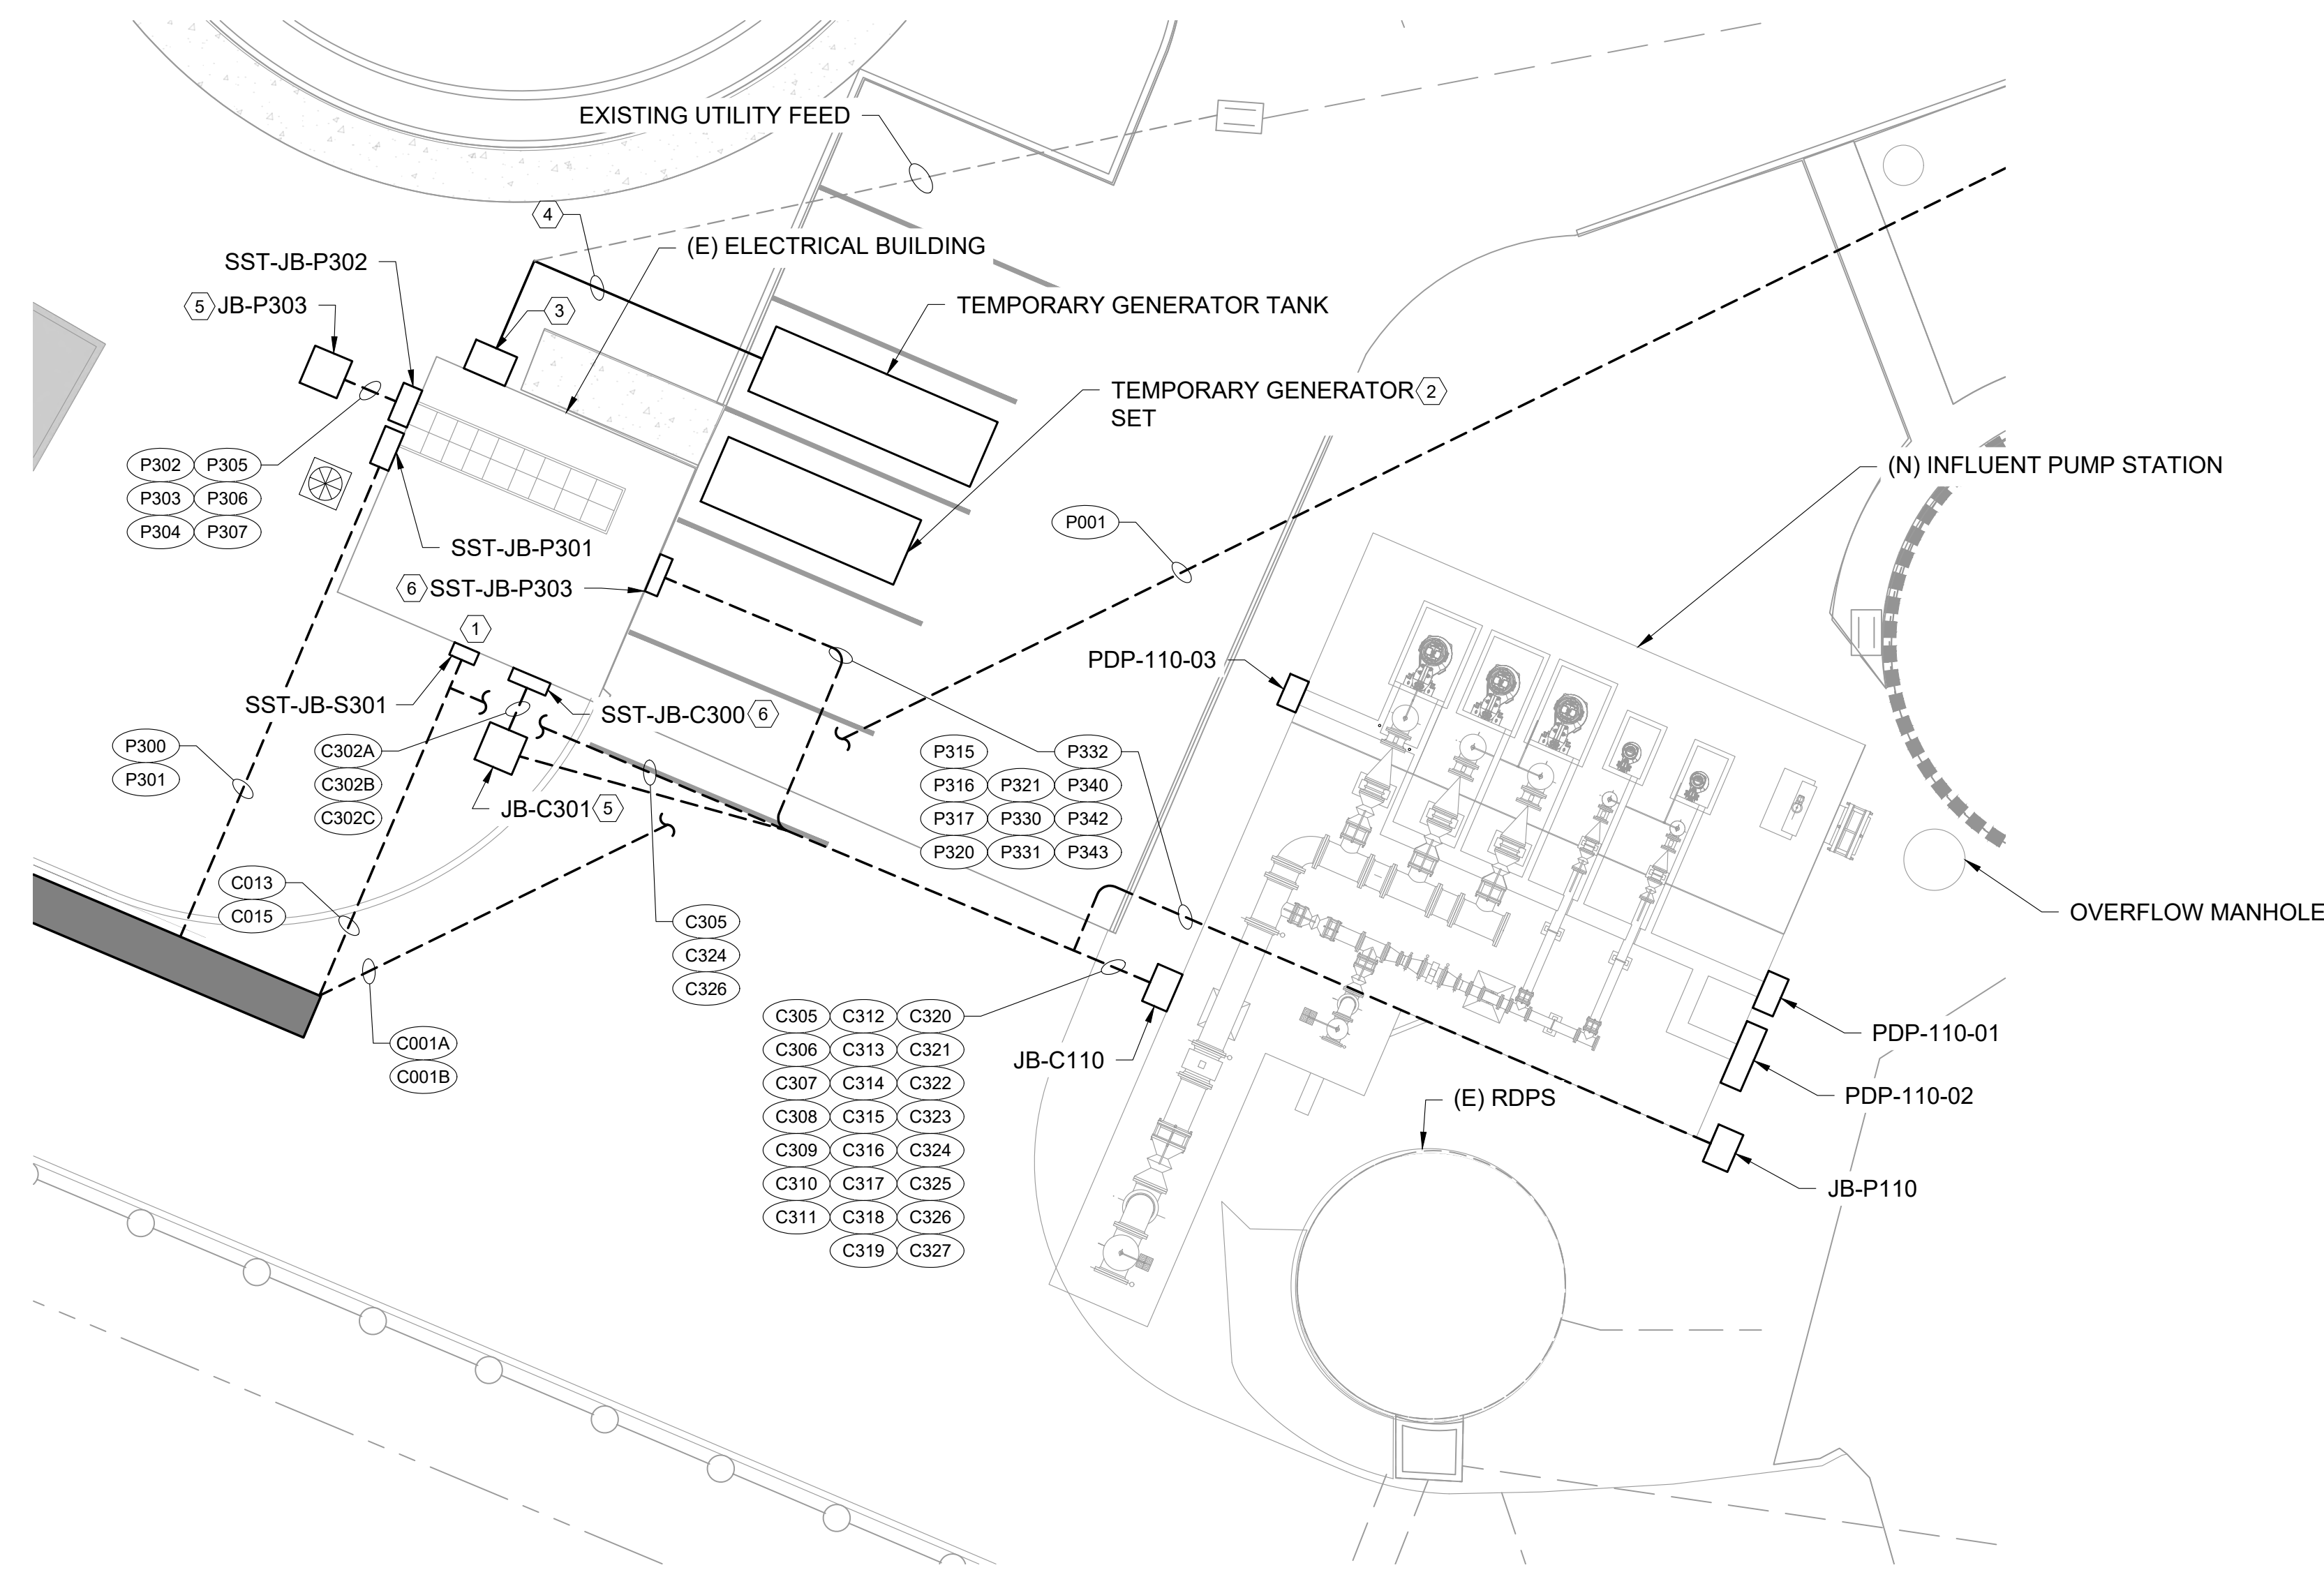 EXISTING UTILITY FEED
4
(E) ELECTRICAL BUILDING
SST-JB-P302
5 JB-P303
3
TEMPORARY GENERATOR TANK
TEMPORARY GENERATOR 2
SET
(N) INFLUENT PUMP STATION
P302 P305
P303 P306
P304 P307
P001
SST-JB-P301
6 SST-JB-P303
1
PDP-110-03
SST-JB-S301
SST-JB-C300 6
P300
P301
C302A
C302B
C302C
P315 P332
P316 P321 P340
P317 P330 P342
P320 P331 P343
JB-C301 5
C013
C015
OVERFLOW MANHOLE
C305
C324
C326
C001A
C001B
C305 C312 C320
C306 C313 C321
C307 C314 C322
C308 C315 C323
C309 C316 C324
C310 C317 C325
C311 C318 C326
C319 C327
JB-C110
PDP-110-01
PDP-110-02
(E) RDPS
JB-P110